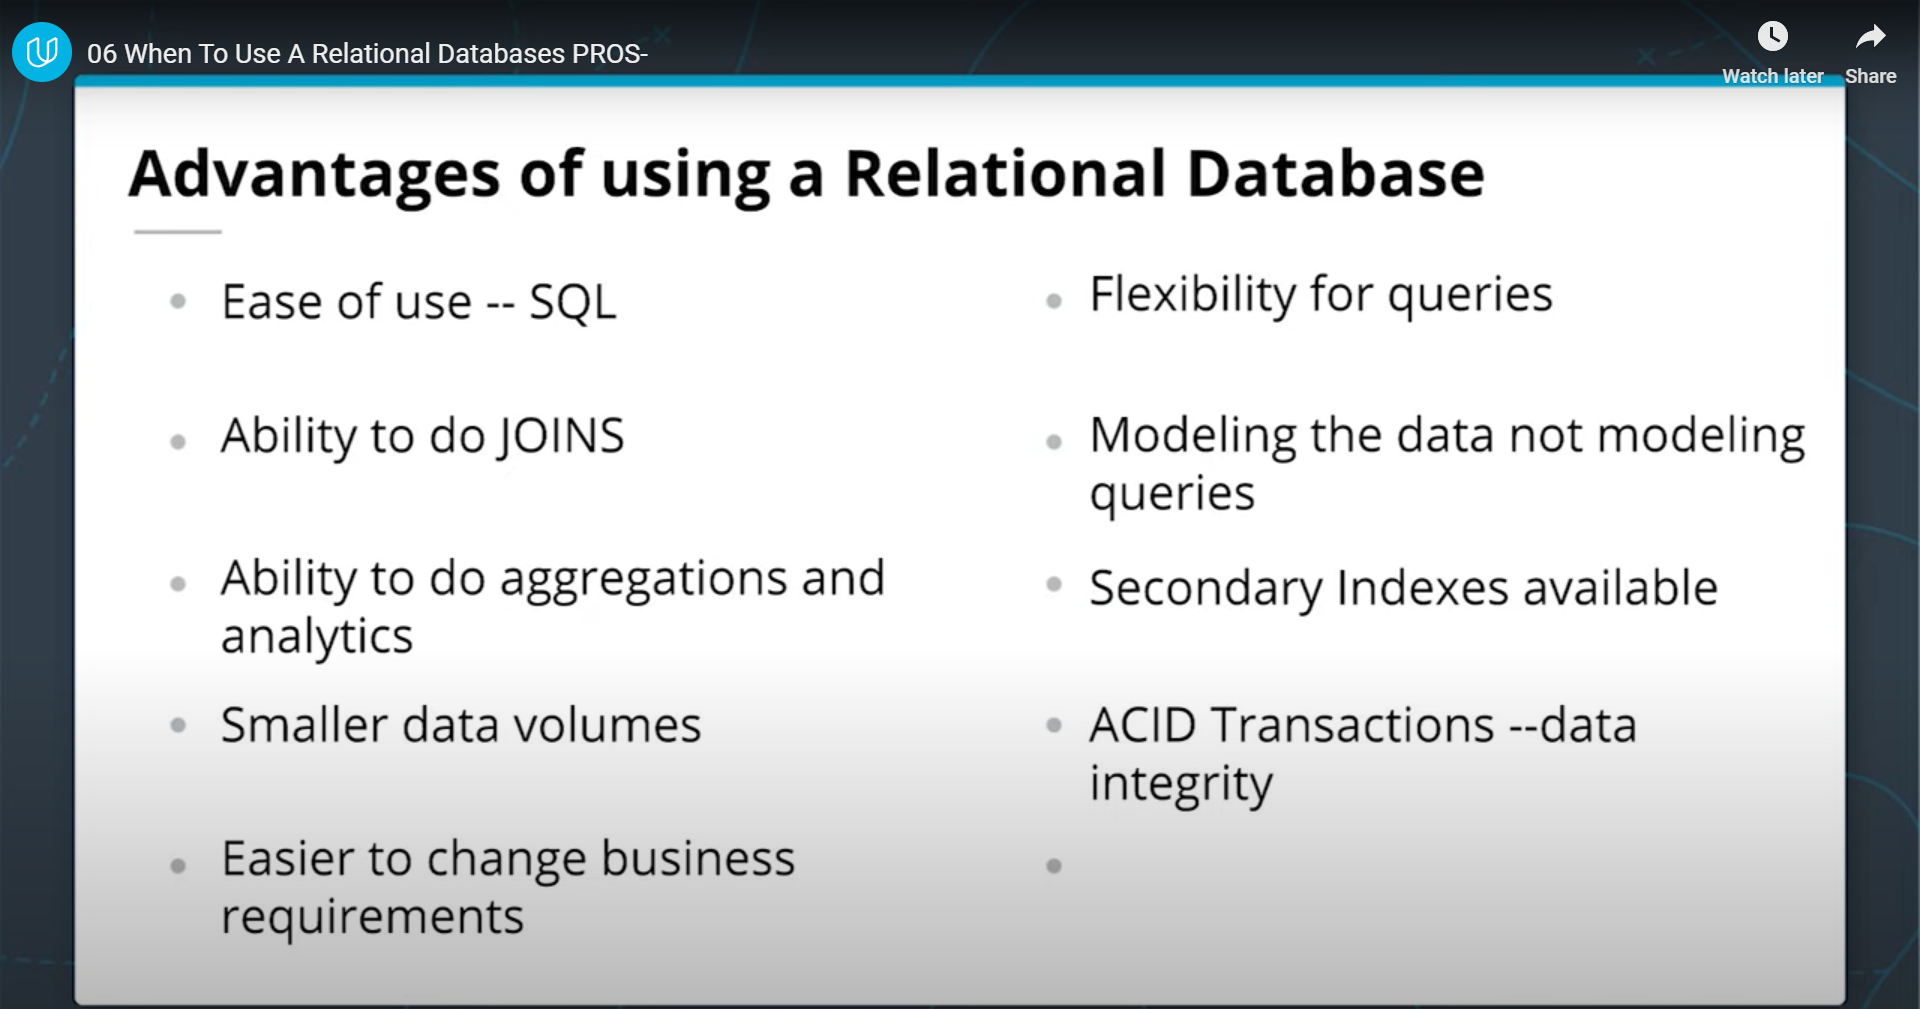 06 When To Use A Relational Databases PROS-
Watch later
Share
Advantages of using a Relational Database
Ease of use -- SQL
Ability to do JOINS
Ability to do aggregations and
analytics
Smaller data volumes
Easier to change business
requirements
Flexibility for queries
Modeling the data not modeling
queries
Secondary Indexes available
ACID Transactions --data
integrity